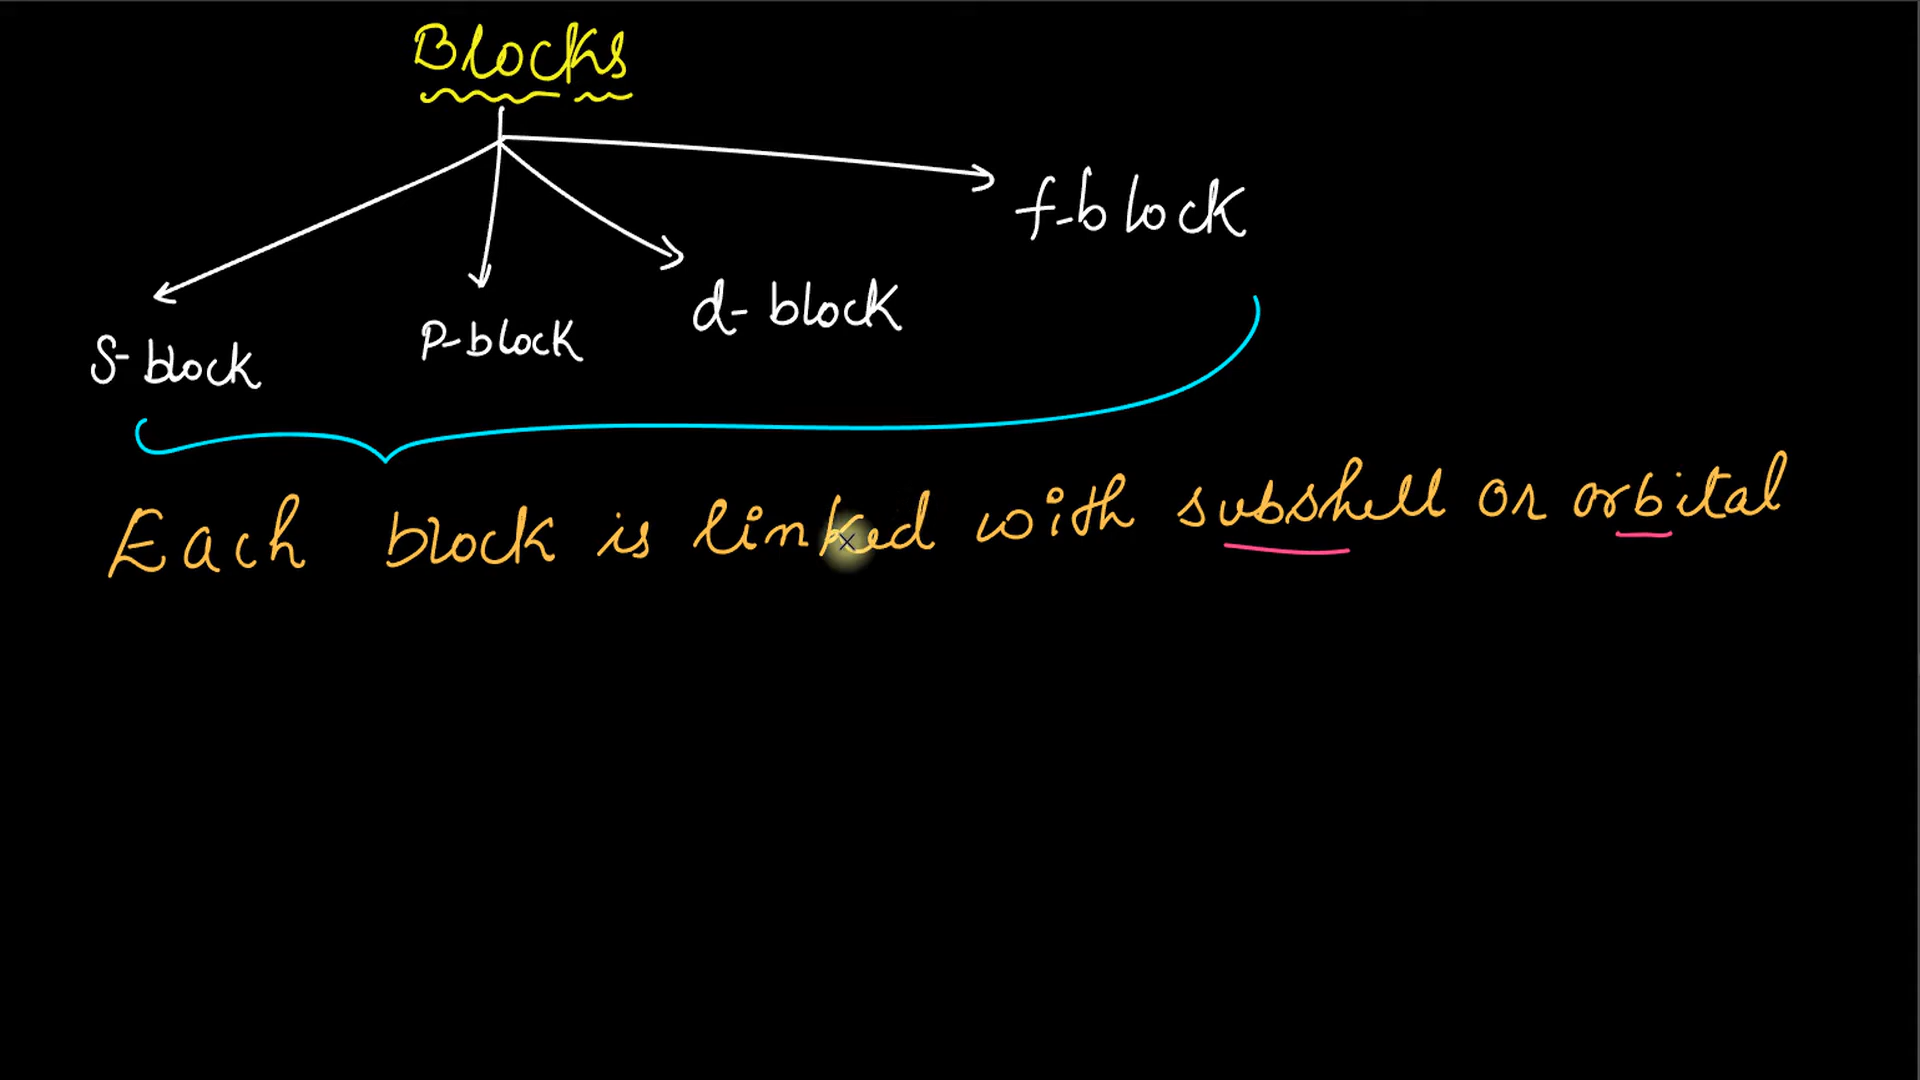 Blocks
f-block
d- block
P-block
S- block
Each block is linked with subshell or orbital